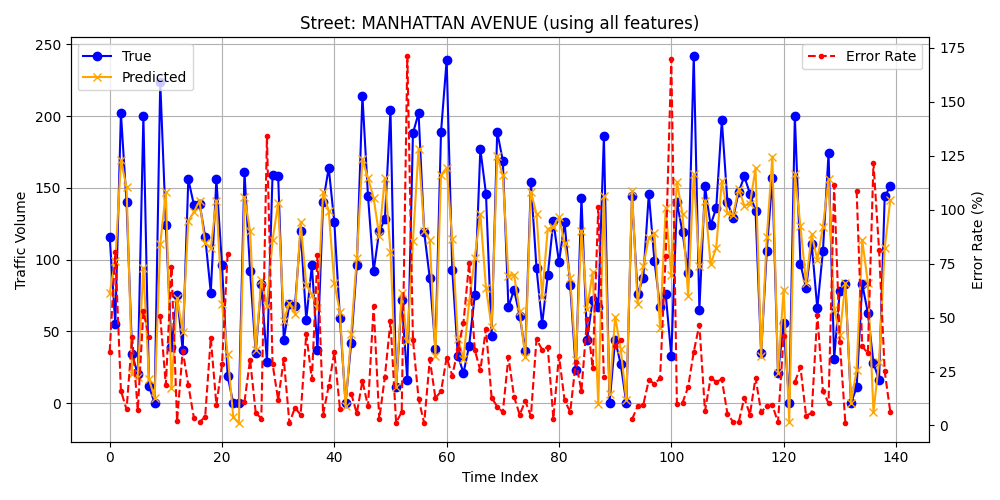 Street: MANHATTAN AVENUE (using all features)
True
Predicted
Error Rate
Traffic Volume
250
200
150
100
50
0
175
150
125
100
75
50
25
0
Error Rate (%)
0 20 40 60 80 100 120 140
Time Index